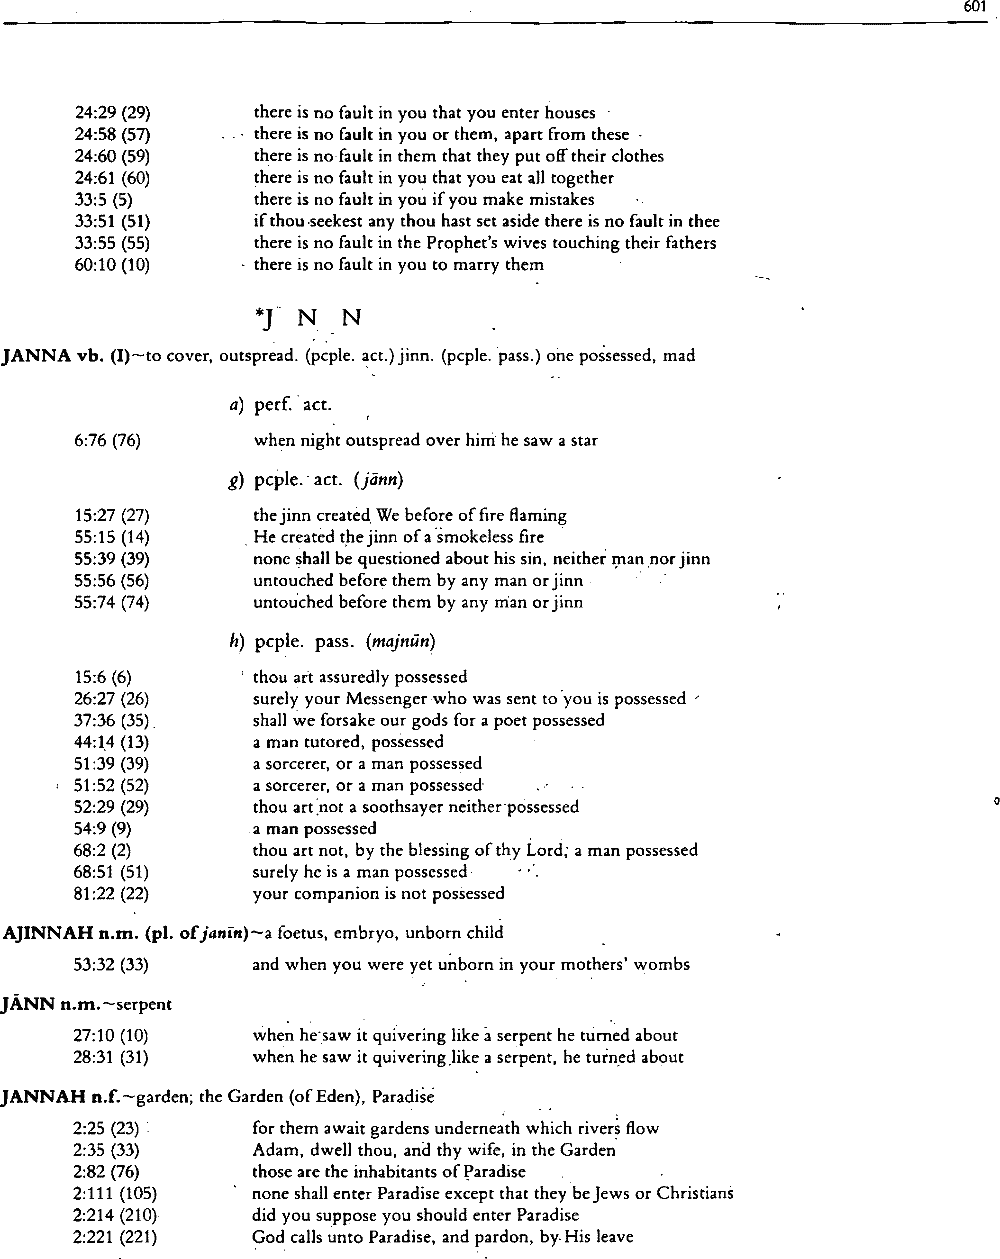 601
24:29 (29) there is no fault in you that you enter houses
24:58 (57) there is no fault in you or them, apart from these
24:60 (59) there is no fault in them that they put off their clothes
24:61 (60) there is no fault in you that you eat all together
33:5 (5) there is no fault in you if you make mistakes
33:51 (51) if thou seekest any thou hast set aside there is no fault in thee
33:55 (55) there is no fault in the Prophet's wives touching their fathers
60:10 (10) there is no fault in you to marry them
*J N N
JANNA vb. (I)~to cover, outspread. (pcple. act.) jinn. (pcple. pass.) one possessed, mad
a) perf. act.
6:76 (76) when night outspread over him he saw a star
g) pcple. act. (jānn)
15:27 (27) the jinn created We before of fire flaming
55:15 (14) He created the jinn of a smokeless fire
55:39 (39) none shall be questioned about his sin, neither man nor jinn
55:56 (56) untouched before them by any man or jinn
55:74 (74) untouched before them by any man or jinn
h) pcple. pass. (majnūn)
15:6 (6) thou art assuredly possessed
26:27 (26) surely your Messenger who was sent to you is possessed
37:36 (35) shall we forsake our gods for a poet possessed
44:14 (13) a man tutored, possessed
51:39 (39) a sorcerer, or a man possessed
51:52 (52) a sorcerer, or a man possessed
52:29 (29) thou art not a soothsayer neither possessed
54:9 (9) a man possessed
68:2 (2) thou art not, by the blessing of thy Lord, a man possessed
68:51 (51) surely he is a man possessed
81:22 (22) your companion is not possessed
AJINNAH n.m. (pl. of janīn)~a foetus, embryo, unborn child
53:32 (33) and when you were yet unborn in your mothers' wombs
JĀNN n.m.~serpent
27:10 (10) when he saw it quivering like a serpent he turned about
28:31 (31) when he saw it quivering like a serpent, he turned about
JANNAH n.f.~garden; the Garden (of Eden), Paradise
2:25 (23) for them await gardens underneath which rivers flow
2:35 (33) Adam, dwell thou, and thy wife, in the Garden
2:82 (76) those are the inhabitants of Paradise
2:111 (105) none shall enter Paradise except that they be Jews or Christians
2:214 (210) did you suppose you should enter Paradise
2:221 (221) God calls unto Paradise, and pardon, by His leave